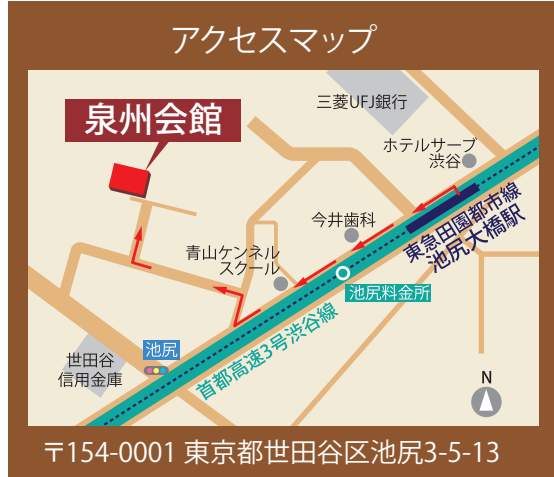 アクセスマップ
三菱UFJ銀行
泉州会館
ホテルサーブ
渋谷
東急田園都市線
池尻大橋駅
今井歯科
青山ケンネル
スクール
池尻料金所
首都高速3号渋谷線
池尻
世田谷
信用金庫
N
〒154-0001 東京都世田谷区池尻3-5-13